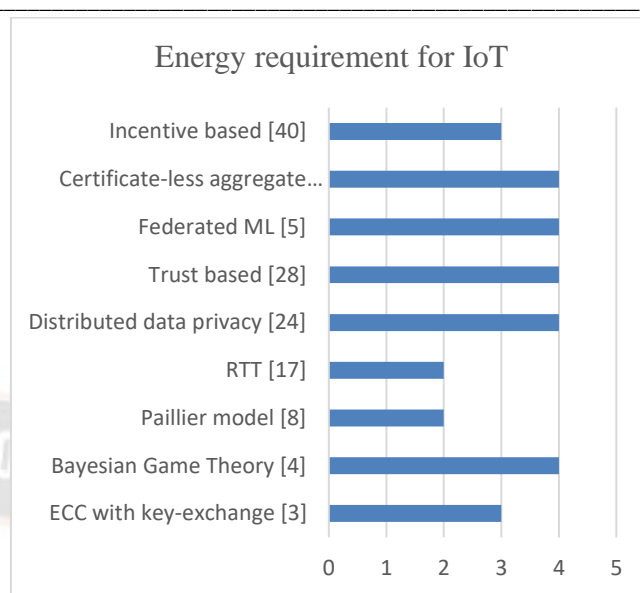 Energy requirement for IoT
Incentive based [40]
Certificate-less aggregate...
Federated ML [5]
Trust based [28]
Distributed data privacy [24]
RTT [17]
Paillier model [8]
Bayesian Game Theory [4]
ECC with key-exchange [3]
0 1 2 3 4 5